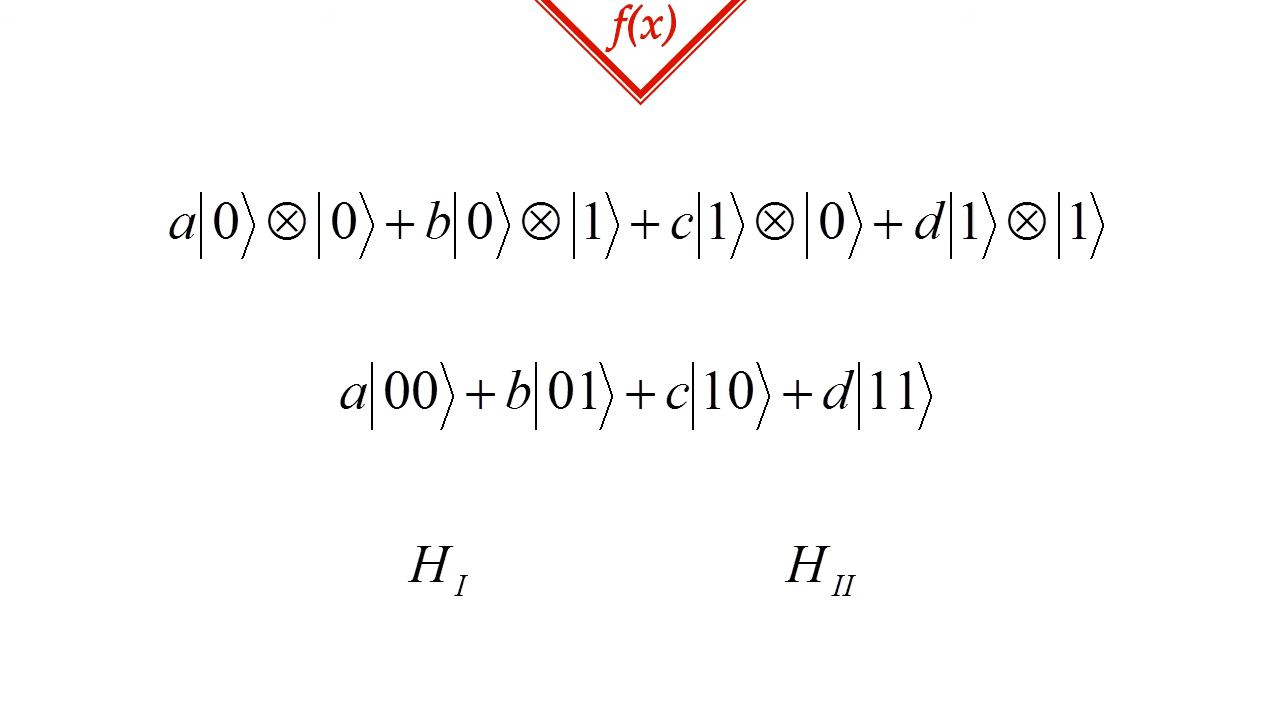 f(x)
a|0⟩⊗|0⟩+b|0⟩⊗|1⟩+c|1⟩⊗|0⟩+d|1⟩⊗|1⟩
a|00⟩+b|01⟩+c|10⟩+d|11⟩
H_I H_II